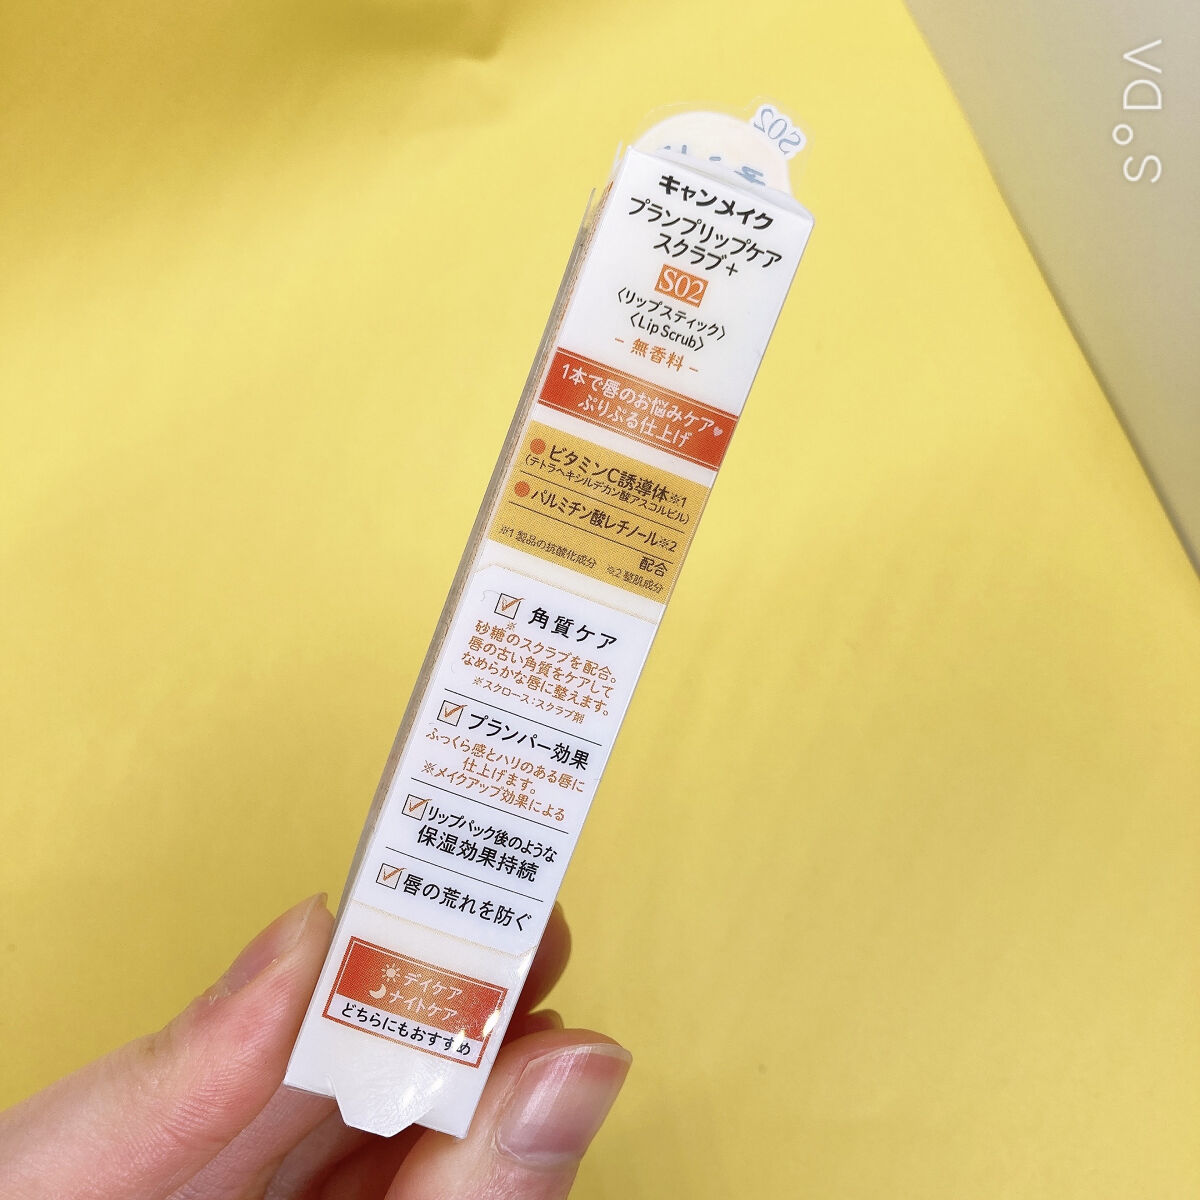 SODA
S02
キャンメイク
プランプリップケア
スクラブ+
S02
〈リップスティック〉
〈Lip Scrub〉
- 無香料 -
1本で唇のお悩みケア♥
ぷりぷる仕上げ
●ビタミンC誘導体※1
(テトラヘキシルデカン酸アスコルビル)
●パルミチン酸レチノール※2
配合
※1 製品の抗酸化成分 ※2 整肌成分
角質ケア
※
砂糖のスクラブを配合。
唇の古い角質をケアして
なめらかな唇に整えます。
※スクロース:スクラブ剤
プランパー効果
ふっくら感とハリのある唇に
仕上げます。
※メイクアップ効果による
リップパック後のような
保湿効果持続
唇の荒れを防ぐ
デイケア
ナイトケア
どちらにもおすすめ